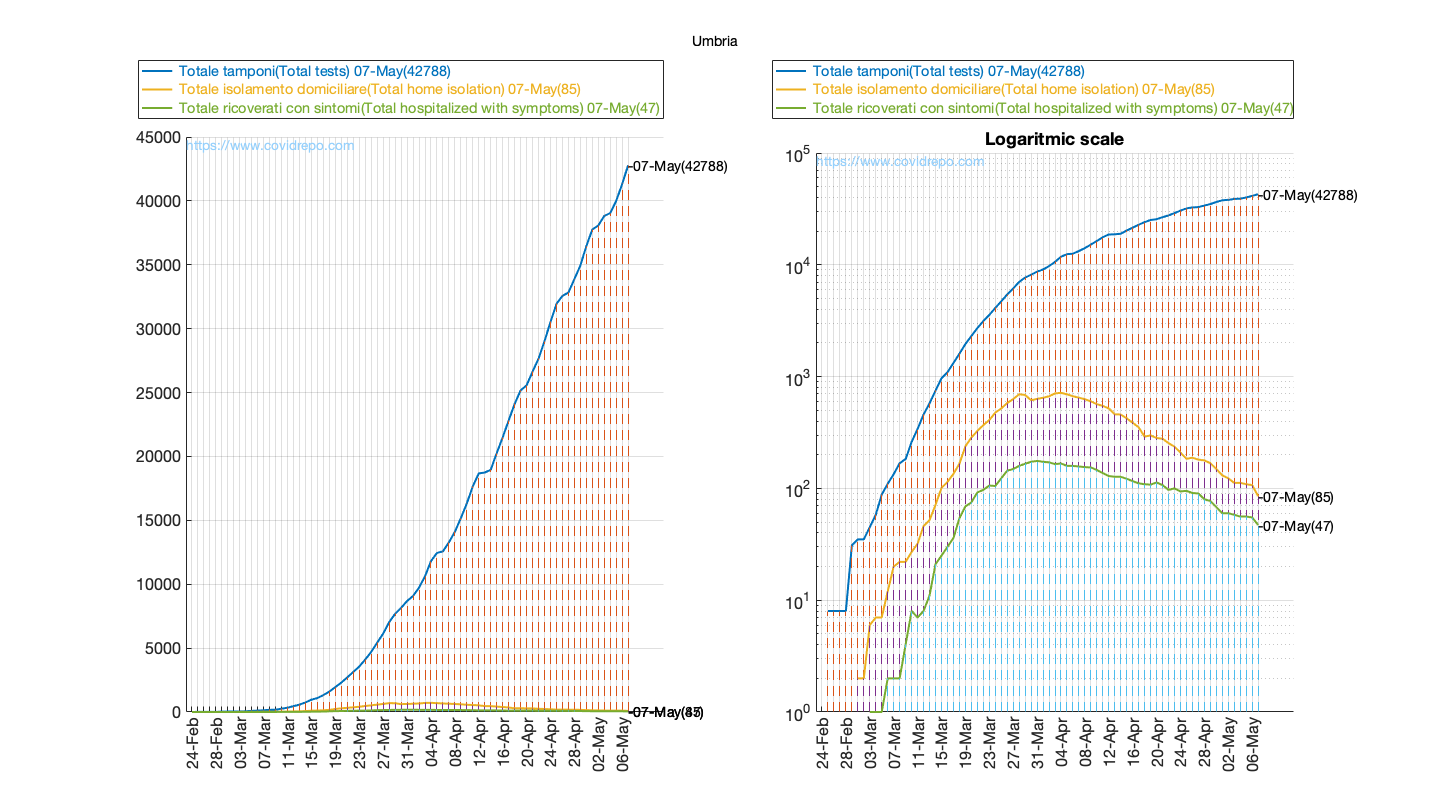 Umbria
Totale tamponi(Total tests) 07-May(42788)
Totale isolamento domiciliare(Total home isolation) 07-May(85)
Totale ricoverati con sintomi(Total hospitalized with symptoms) 07-May(47)
45000
https://www.covidrepo.com
07-May(42788)
40000
35000
30000
25000
20000
15000
10000
5000
0
24-Feb
28-Feb
03-Mar
07-Mar
11-Mar
15-Mar
19-Mar
23-Mar
27-Mar
31-Mar
04-Apr
08-Apr
12-Apr
16-Apr
20-Apr
24-Apr
28-Apr
02-May
06-May
Totale tamponi(Total tests) 07-May(42788)
Totale isolamento domiciliare(Total home isolation) 07-May(85)
Totale ricoverati con sintomi(Total hospitalized with symptoms) 07-May(47)
Logaritmic scale
10^5
https://www.covidrepo.com
07-May(42788)
10^4
10^3
10^2
07-May(85)
07-May(47)
10^1
10^0
24-Feb
28-Feb
03-Mar
07-Mar
11-Mar
15-Mar
19-Mar
23-Mar
27-Mar
31-Mar
04-Apr
08-Apr
12-Apr
16-Apr
20-Apr
24-Apr
28-Apr
02-May
06-May